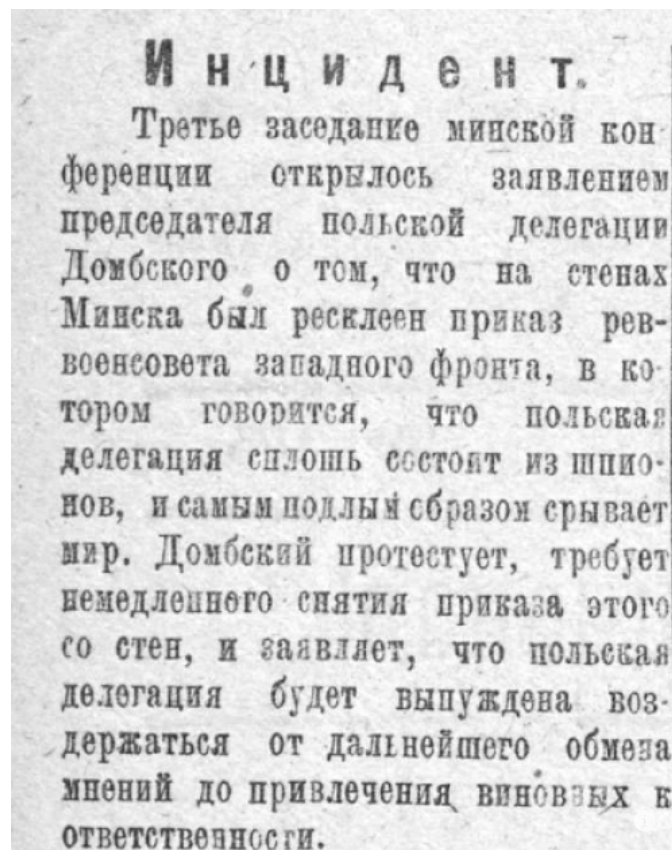 Инцидент.
Третье заседание минской кон
ференции открылось заявлением
председателя польской делегации
Домбского о том, что на стенах
Минска был ресклеен приказ рев-
военсовета западного фронта, в ко-
тором говорится, что польская
делегация сплошь состоит из шпио-
нов, и самым подлым образом срывает
мир. Домбский протестует, требует
немедленного снятия приказа этого
со стен, и заявляет, что польская
делегация будет вынуждена воз-
держаться от дальнейшего обмена
мнений до привлечения виновных к
ответственности.